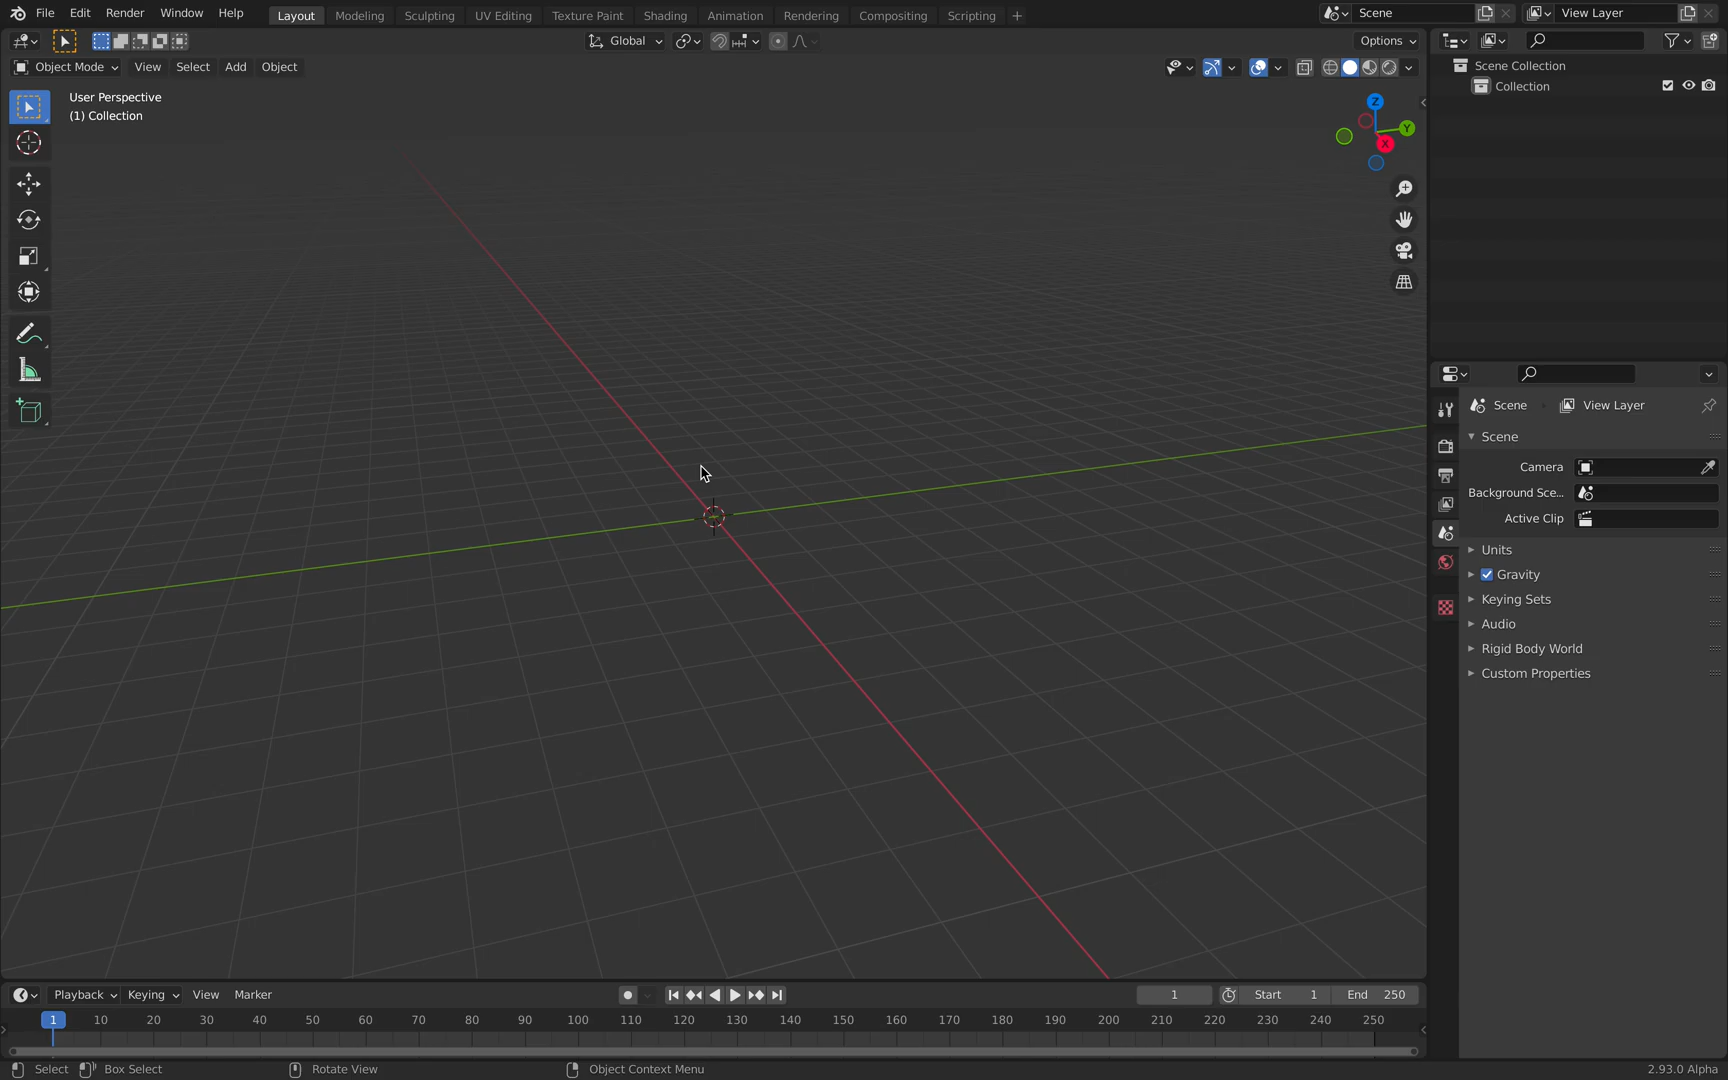 File Edit Render Window Help Layout Modeling Sculpting UV Editing Texture Paint Shading Animation Rendering Compositing Scripting + Scene View Layer
Global Options
Object Mode View Select Add Object
User Perspective
(1) Collection
Z
Y
X
Scene Collection
Collection
Scene View Layer
Scene
Camera
Background Sce...
Active Clip
Units
Gravity
Keying Sets
Audio
Rigid Body World
Custom Properties
Playback Keying View Marker 1 Start 1 End 250
1 10 20 30 40 50 60 70 80 90 100 110 120 130 140 150 160 170 180 190 200 210 220 230 240 250
Select Box Select Rotate View Object Context Menu 2.93.0 Alpha